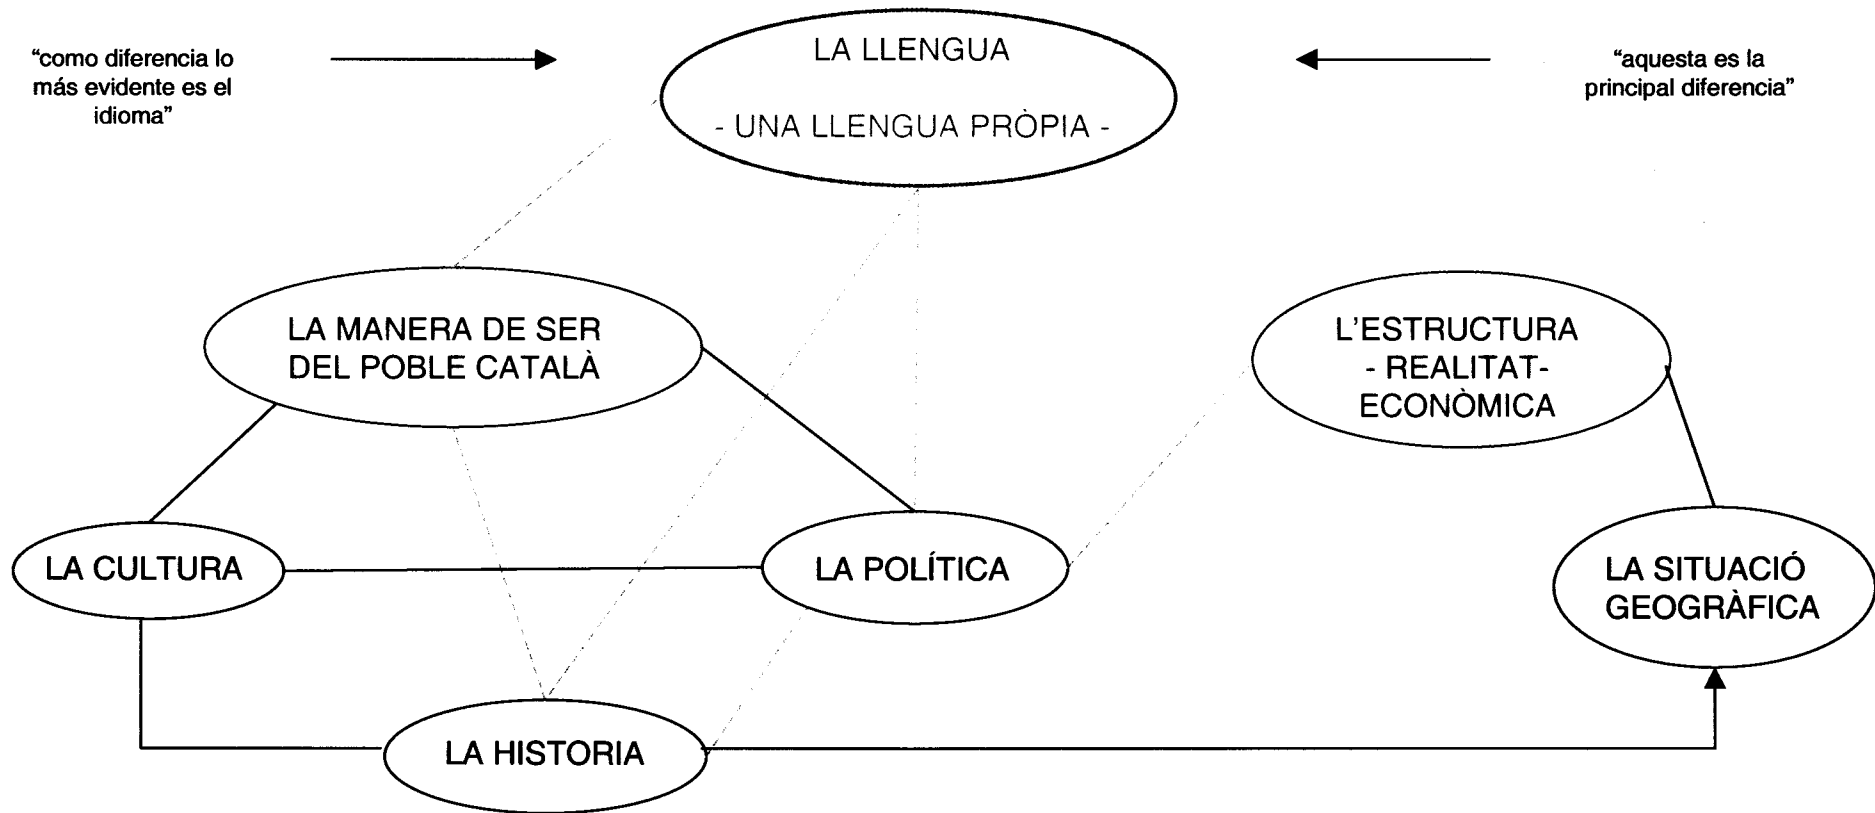 “como diferencia lo
más evidente es el
idioma”
LA LLENGUA
- UNA LLENGUA PRÒPIA -
“aquesta es la
principal diferencia”
LA MANERA DE SER
DEL POBLE CATALÀ
L’ESTRUCTURA
- REALITAT-
ECONÒMICA
LA CULTURA
LA POLÍTICA
LA SITUACIÓ
GEOGRÀFICA
LA HISTORIA